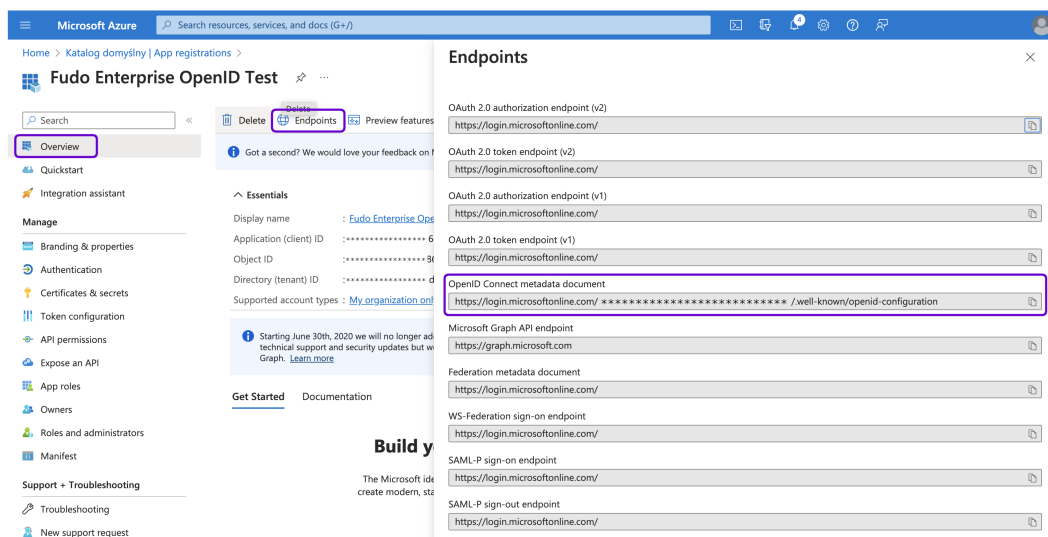 Microsoft Azure
Search resources, services, and docs (G+/)
4
Home > Katalog domyślny | App registrations >
Fudo Enterprise OpenID Test
...
Search
«
Overview
Quickstart
Integration assistant
Manage
Branding & properties
Authentication
Certificates & secrets
Token configuration
API permissions
Expose an API
App roles
Owners
Roles and administrators
Manifest
Support + Troubleshooting
Troubleshooting
New support request
Delete
Delete
Endpoints
Preview features
Got a second? We would love your feedback on
Essentials
Display name : Fudo Enterprise Ope
Application (client) ID :***************** 6
Object ID :*****************
Directory (tenant) ID :***************** d
Supported account types : My organization onl
Starting June 30th, 2020 we will no longer ad
technical support and security updates but w
Graph. Learn more
Get Started Documentation
Build y
The Microsoft ide
create modern, sta
Endpoints
OAuth 2.0 authorization endpoint (v2)
https://login.microsoftonline.com/
OAuth 2.0 token endpoint (v2)
https://login.microsoftonline.com/
OAuth 2.0 authorization endpoint (v1)
https://login.microsoftonline.com/
OAuth 2.0 token endpoint (v1)
https://login.microsoftonline.com/
OpenID Connect metadata document
https://login.microsoftonline.com/ *************************** /.well-known/openid-configuration
Microsoft Graph API endpoint
https://graph.microsoft.com
Federation metadata document
https://login.microsoftonline.com/
WS-Federation sign-on endpoint
https://login.microsoftonline.com/
SAML-P sign-on endpoint
https://login.microsoftonline.com/
SAML-P sign-out endpoint
https://login.microsoftonline.com/